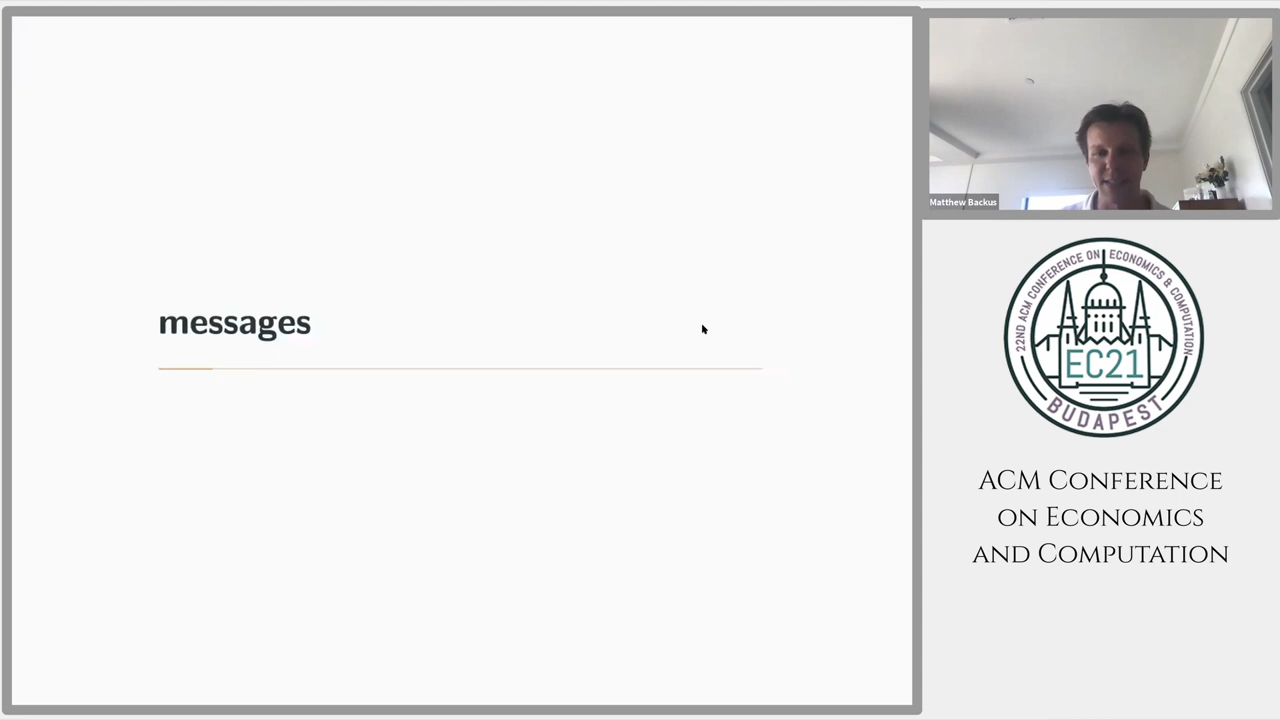 messages
Matthew Backus
22ND ACM CONFERENCE ON ECONOMICS & COMPUTATION
EC21
BUDAPEST
ACM Conference
on Economics
and Computation